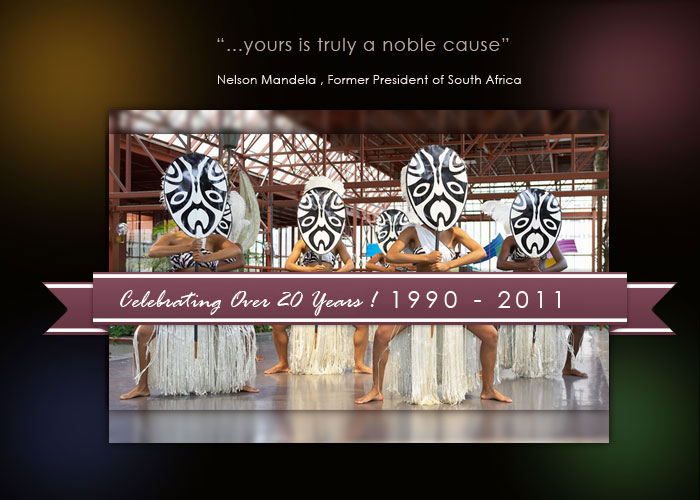 “...yours is truly a noble cause”
Nelson Mandela , Former President of South Africa
Celebrating Over 20 Years ! 1990 - 2011